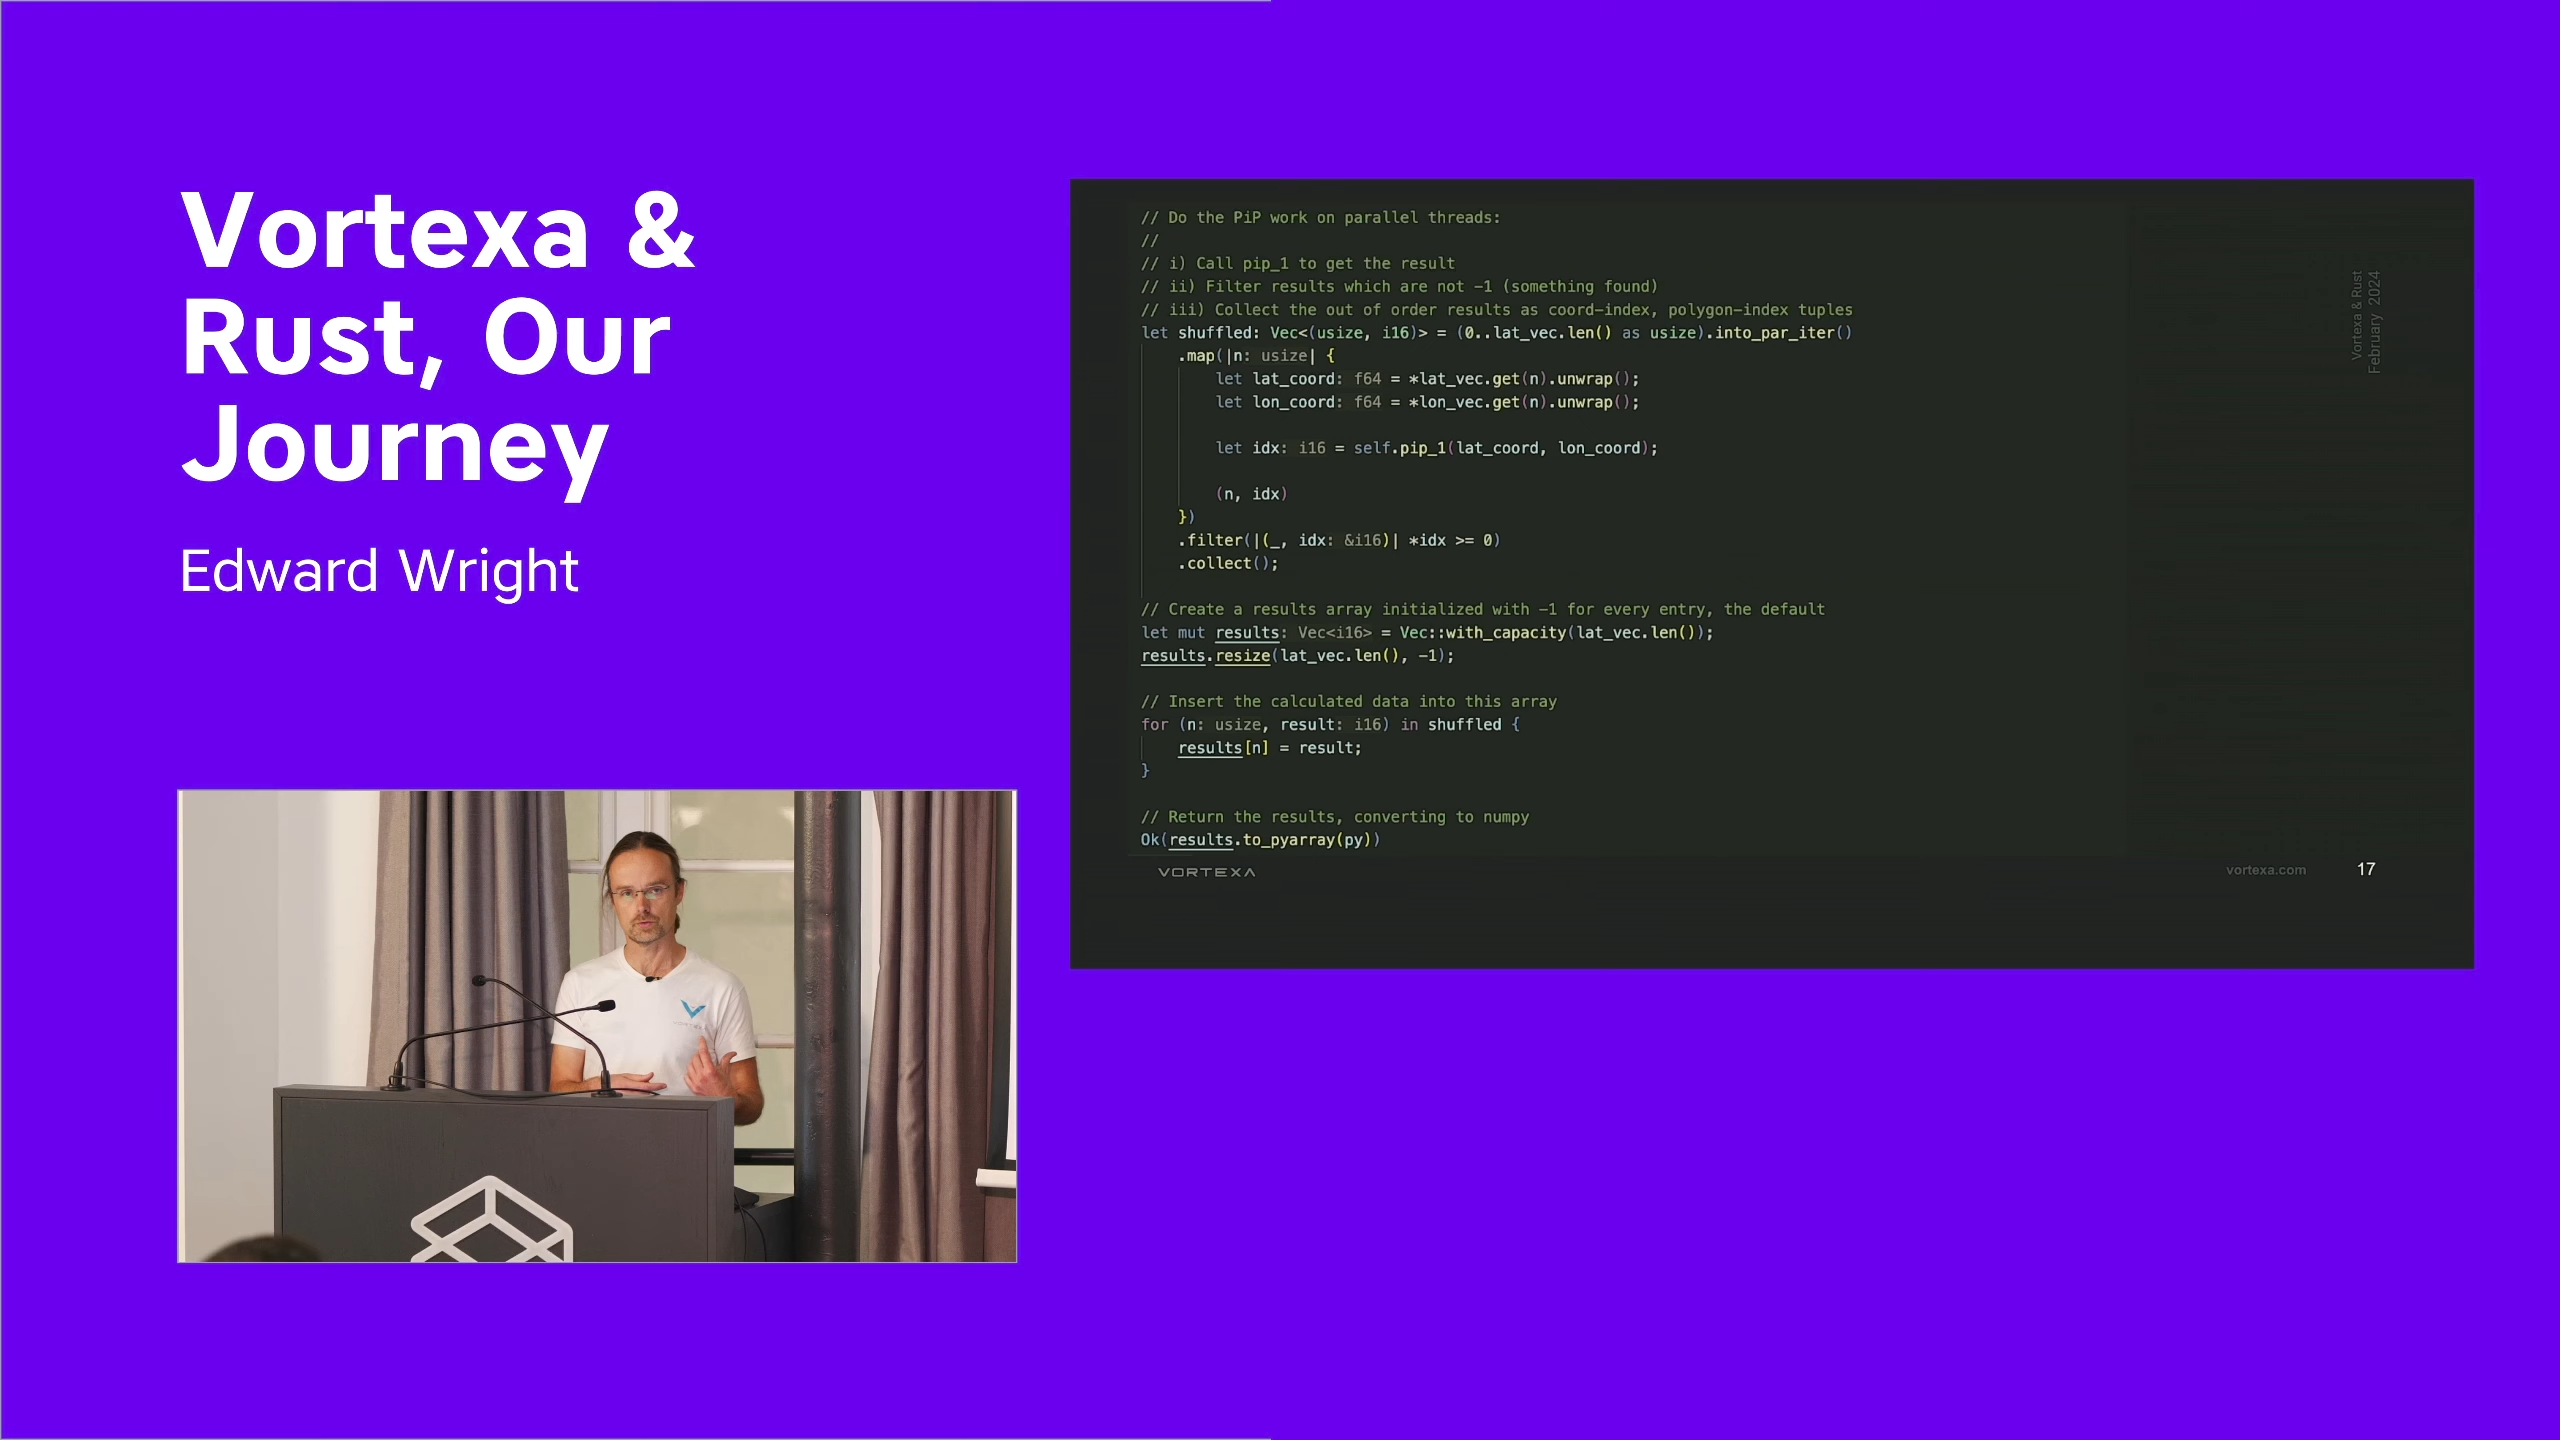 Vortexa &
Rust, Our
Journey
Edward Wright
// Do the PiP work on parallel threads:
//
// i) Call pip_1 to get the result
// ii) Filter results which are not -1 (something found)
// iii) Collect the out of order results as coord-index, polygon-index tuples
let shuffled: Vec<(usize, i16)> = (0..lat_vec.len() as usize).into_par_iter()
    .map(|n: usize| {
        let lat_coord: f64 = *lat_vec.get(n).unwrap();
        let lon_coord: f64 = *lon_vec.get(n).unwrap();
        let idx: i16 = self.pip_1(lat_coord, lon_coord);
        (n, idx)
    })
    .filter(|(_, idx: &i16)| *idx >= 0)
    .collect();
// Create a results array initialized with -1 for every entry, the default
let mut results: Vec<i16> = Vec::with_capacity(lat_vec.len());
results.resize(lat_vec.len(), -1);
// Insert the calculated data into this array
for (n: usize, result: i16) in shuffled {
    results[n] = result;
}
// Return the results, converting to numpy
Ok(results.to_pyarray(py))
Vortexa & Rust
February 2024
VORTEXA
vortexa.com
17